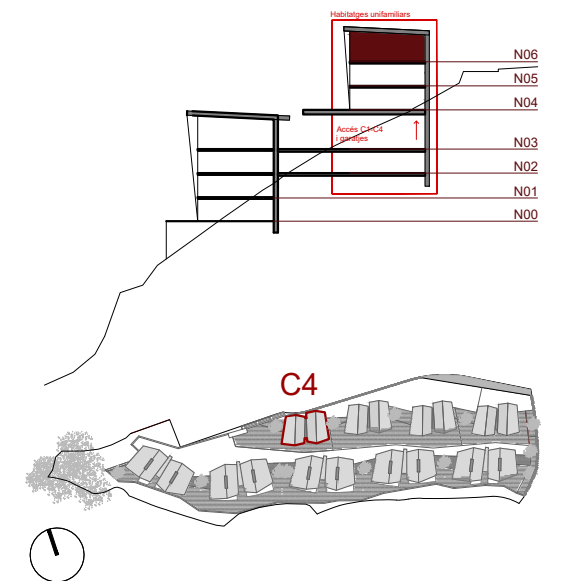 Habitatges unifamiliars
N06
N05
N04
Accés C1-C4
i garatjes
N03
N02
N01
N00
C4